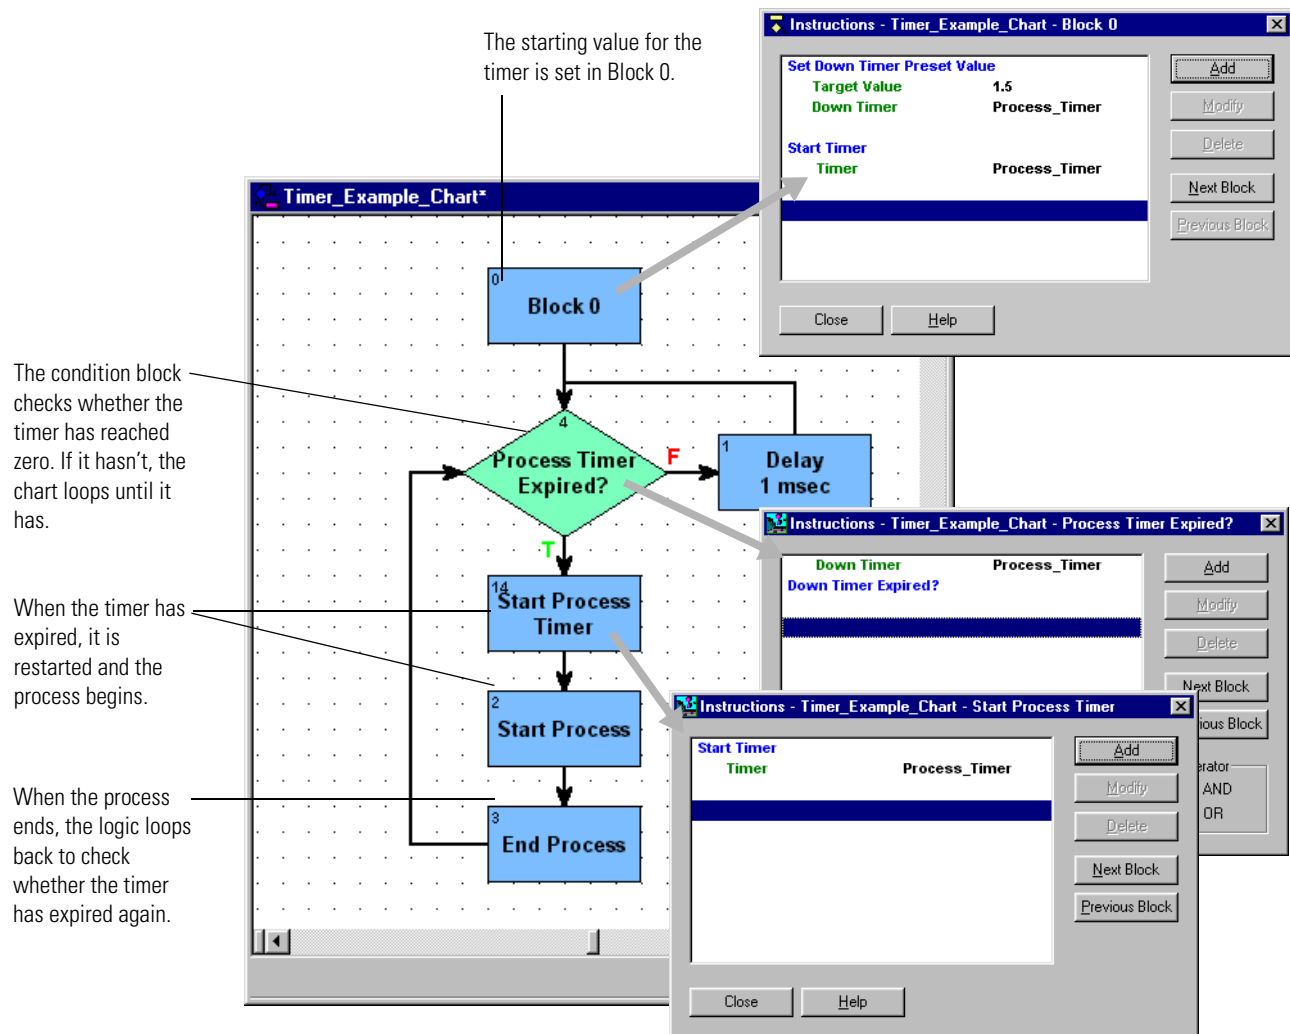 The starting value for the
timer is set in Block 0.
Instructions - Timer_Example_Chart - Block 0
Set Down Timer Preset Value
Target Value 1.5
Down Timer Process_Timer
Start Timer
Timer Process_Timer
Add
Modify
Delete
Next Block
Previous Block
Close
Help
Timer_Example_Chart*
0
Block 0
The condition block
checks whether the
timer has reached
zero. If it hasn't, the
chart loops until it
has.
4
Process Timer
Expired?
F
T
1
Delay
1 msec
Instructions - Timer_Example_Chart - Process Timer Expired?
Down Timer Process_Timer
Down Timer Expired?
Add
Modify
Delete
Next Block
ious Block
erator
AND
OR
When the timer has
expired, it is
restarted and the
process begins.
14
Start Process
Timer
2
Start Process
When the process
ends, the logic loops
back to check
whether the timer
has expired again.
3
End Process
Instructions - Timer_Example_Chart - Start Process Timer
Start Timer
Timer Process_Timer
Add
Modify
Delete
Next Block
Previous Block
Close
Help